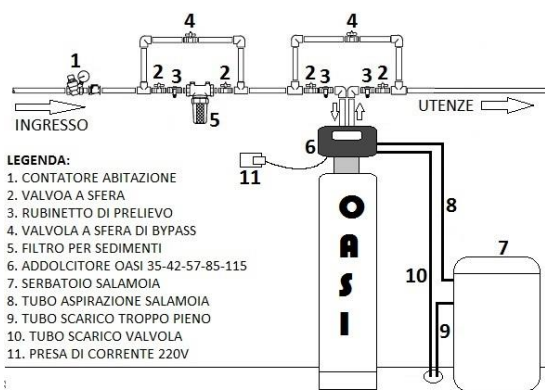 4
4
1
2
3
2
2
3
3
2
5
INGRESSO
UTENZE
6
11
LEGENDA:
1. CONTATORE ABITAZIONE
2. VALVOA A SFERA
3. RUBINETTO DI PRELIEVO
4. VALVOLA A SFERA DI BYPASS
5. FILTRO PER SEDIMENTI
6. ADDOLCITORE OASI 35-42-57-85-115
7. SERBATOIO SALAMOIA
8. TUBO ASPIRAZIONE SALAMOIA
9. TUBO SCARICO TROPPO PIENO
10. TUBO SCARICO VALVOLA
11. PRESA DI CORRENTE 220V
OASI
8
7
10
9